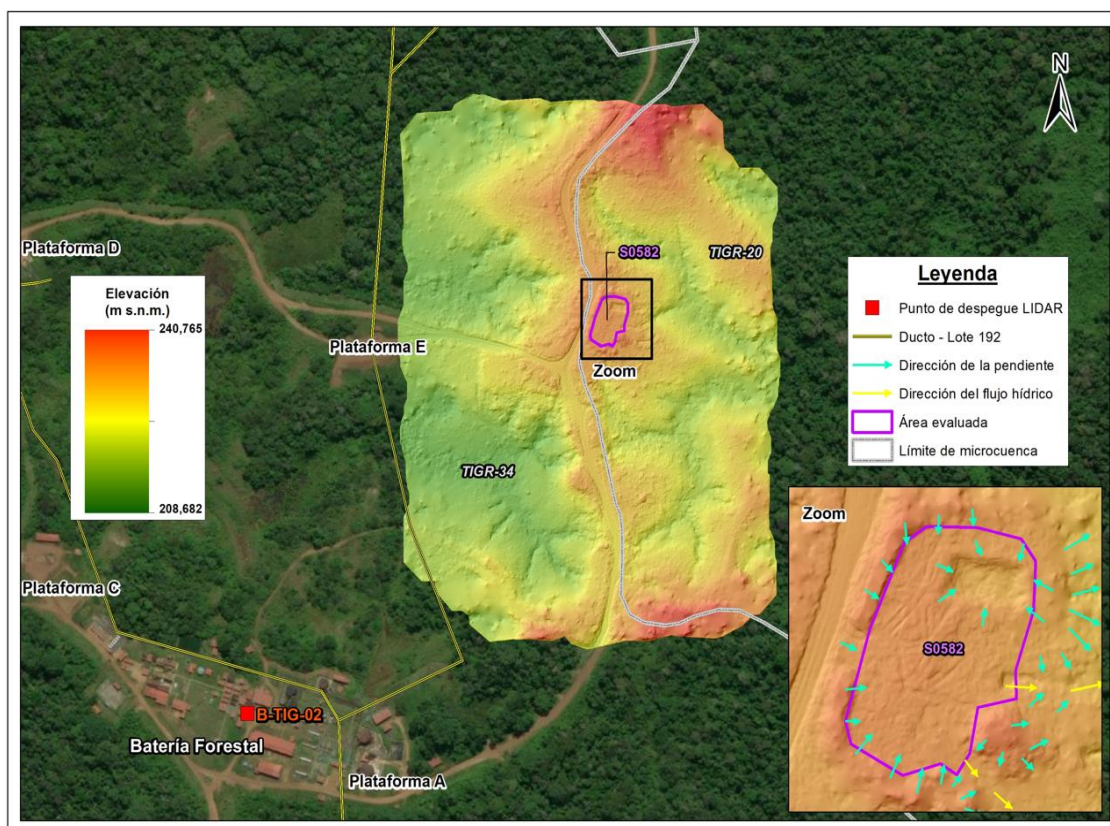 N
S0582
TIGR-20
Plataforma D
Elevación
(m s.n.m.)
240,765
208,682
Plataforma E
Zoom
Leyenda
Punto de despegue LIDAR
Ducto - Lote 192
Dirección de la pendiente
Dirección del flujo hídrico
Área evaluada
Límite de microcuenca
TIGR-34
Plataforma C
B-TIG-02
Batería Forestal
Plataforma A
Zoom
S0582